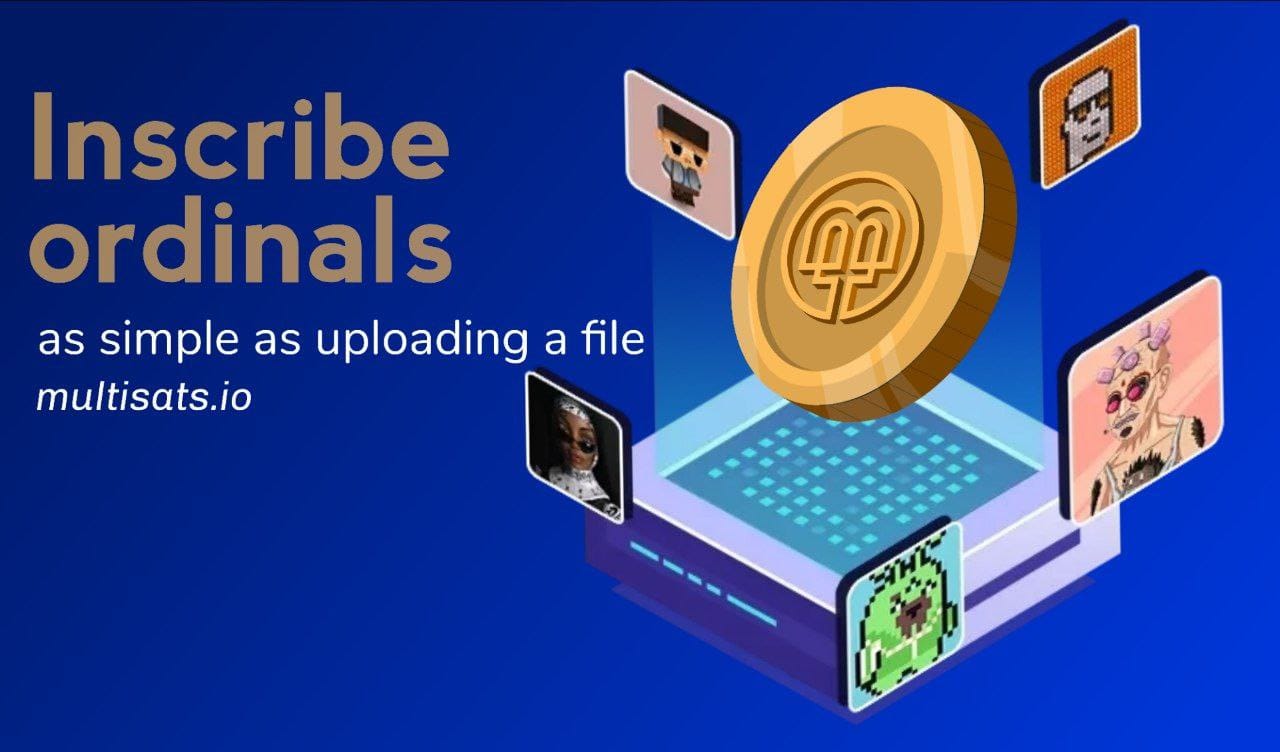 Inscribe
ordinals
as simple as uploading a file
multisats.io